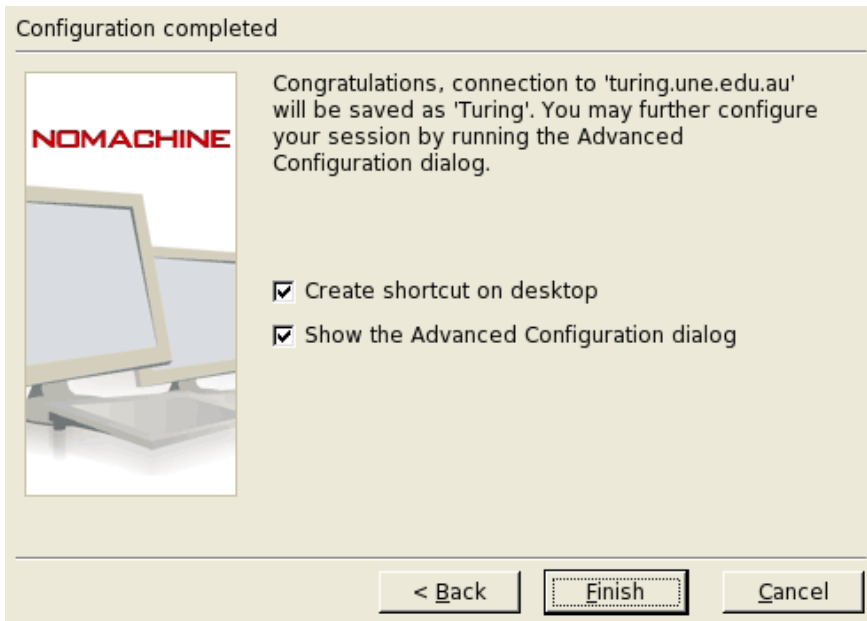 Configuration completed
NOMACHINE
Congratulations, connection to 'turing.une.edu.au'
will be saved as 'Turing'. You may further configure
your session by running the Advanced
Configuration dialog.
Create shortcut on desktop
Show the Advanced Configuration dialog
< Back
Finish
Cancel